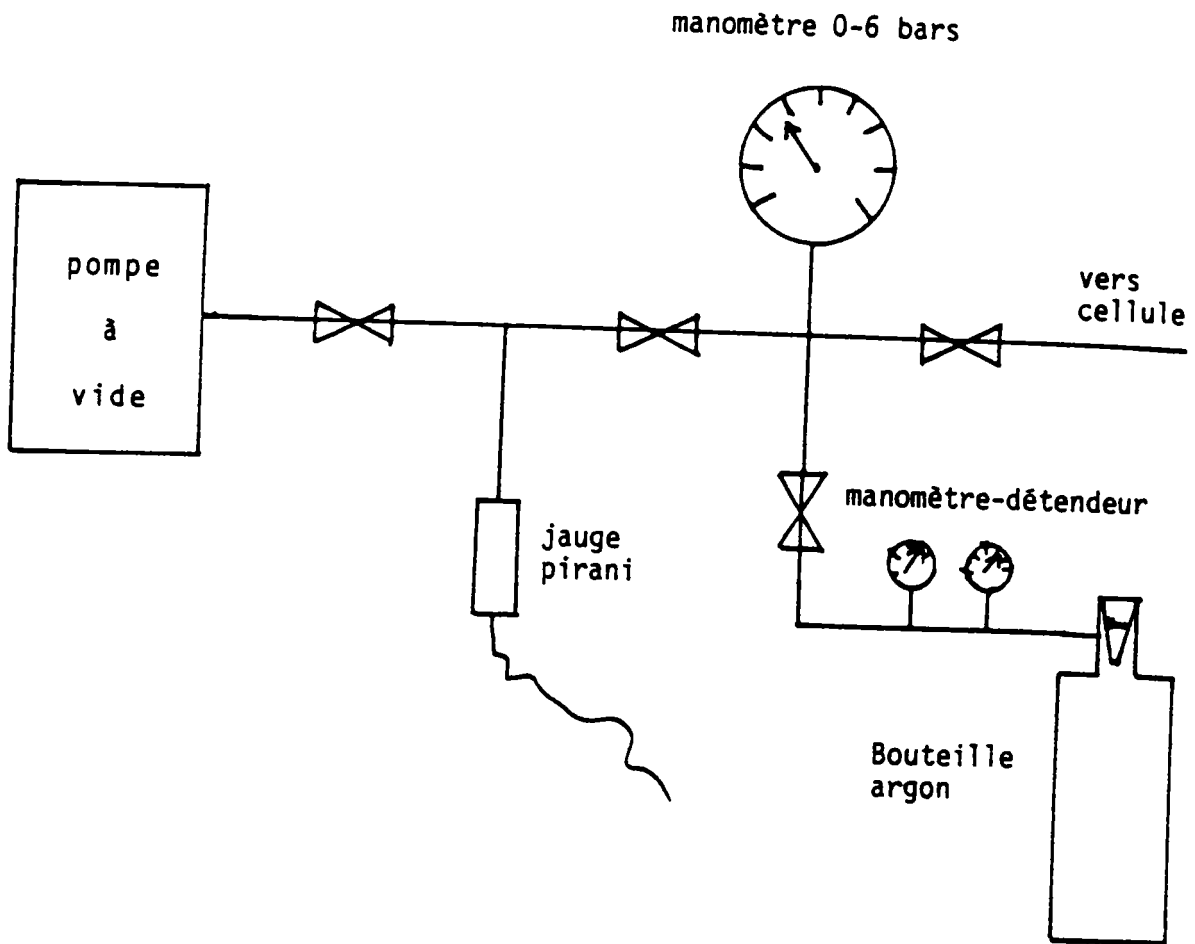 manomètre 0-6 bars
pompe
à
vide
vers
cellule
manomètre-détendeur
jauge
pirani
Bouteille
argon